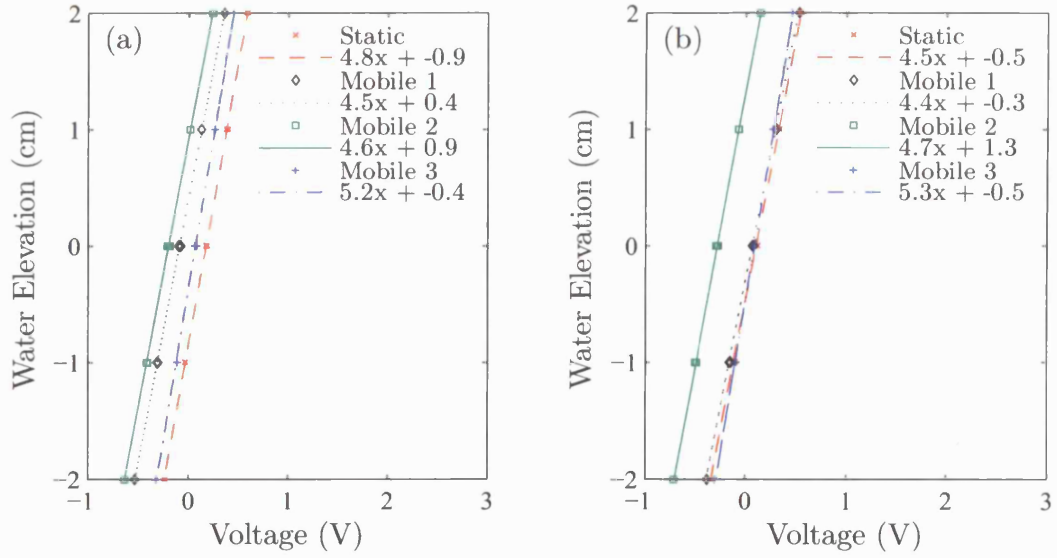 (a)
Static
4.8x + -0.9
Mobile 1
4.5x + 0.4
Mobile 2
4.6x + 0.9
Mobile 3
5.2x + -0.4
2
1
0
−1
−2
−1 0 1 2 3
Water Elevation (cm)
Voltage (V)
(b)
Static
4.5x + -0.5
Mobile 1
4.4x + -0.3
Mobile 2
4.7x + 1.3
Mobile 3
5.3x + -0.5
2
1
0
−1
−2
−1 0 1 2 3
Water Elevation (cm)
Voltage (V)